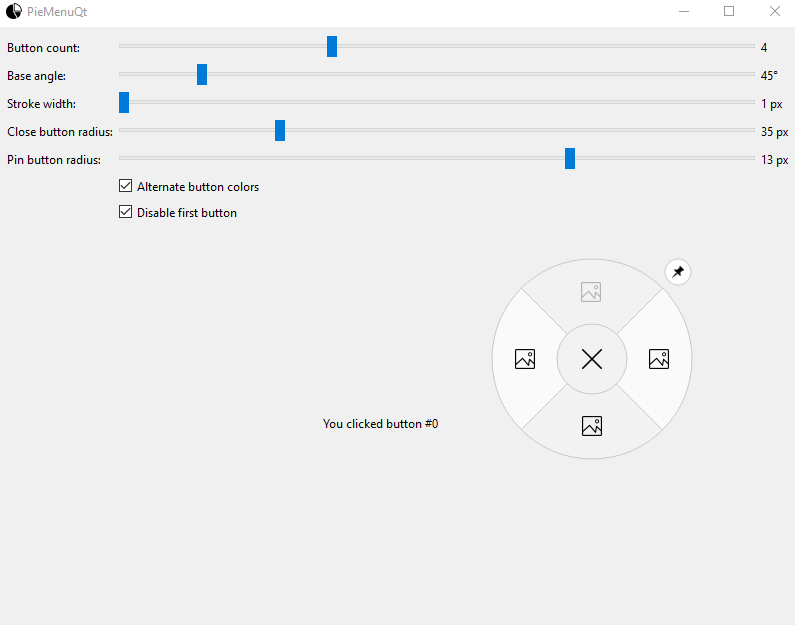 PieMenuQt
Button count: 4
Base angle: 45°
Stroke width: 1 px
Close button radius: 35 px
Pin button radius: 13 px
Alternate button colors
Disable first button
You clicked button #0